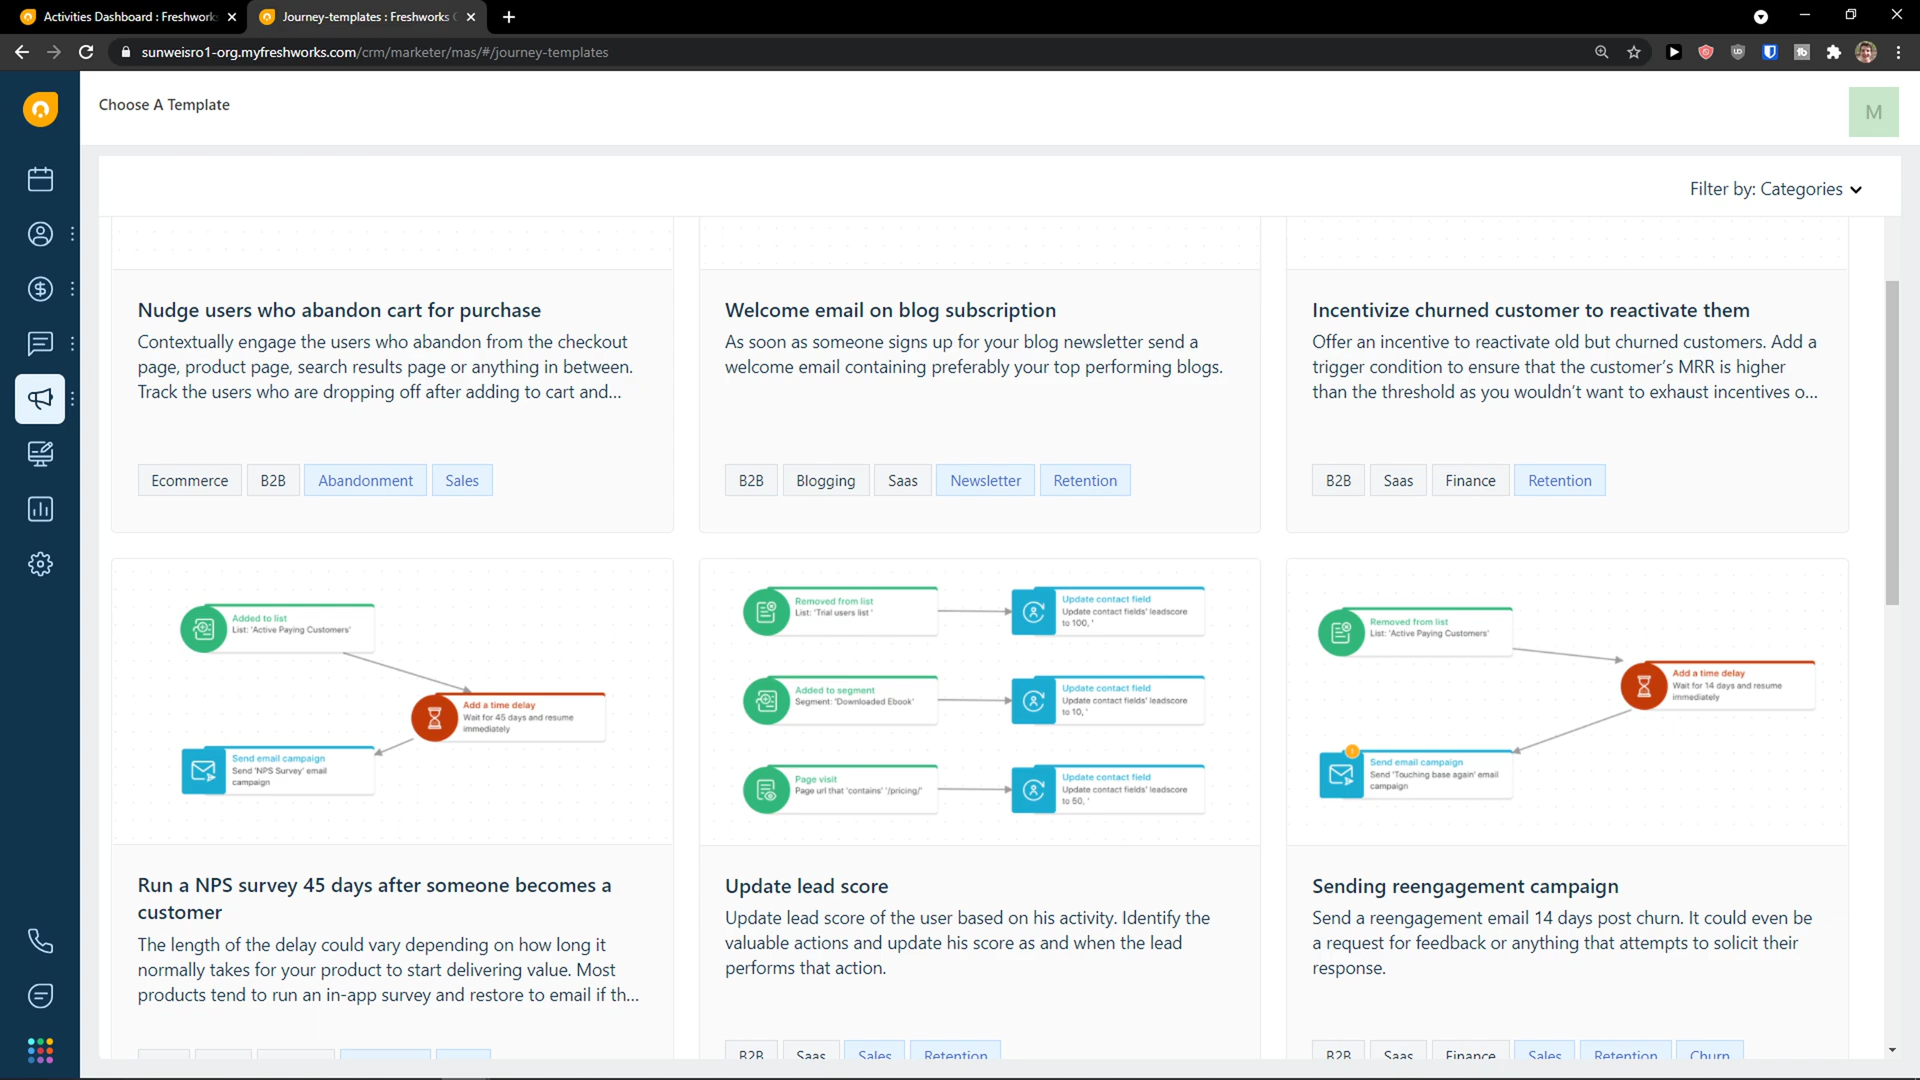 Activities Dashboard : Freshworks
Journey-templates : Freshworks C
sunweisro1-org.myfreshworks.com/crm/marketer/mas/#/journey-templates
Choose A Template
M
Filter by: Categories
Nudge users who abandon cart for purchase
Contextually engage the users who abandon from the checkout
page, product page, search results page or anything in between.
Track the users who are dropping off after adding to cart and...
Ecommerce
B2B
Abandonment
Sales
Welcome email on blog subscription
As soon as someone signs up for your blog newsletter send a
welcome email containing preferably your top performing blogs.
B2B
Blogging
Saas
Newsletter
Retention
Incentivize churned customer to reactivate them
Offer an incentive to reactivate old but churned customers. Add a
trigger condition to ensure that the customer's MRR is higher
than the threshold as you wouldn't want to exhaust incentives o...
B2B
Saas
Finance
Retention
Added to list
List: 'Active Paying Customers'
Add a time delay
Wait for 45 days and resume
immediately
Send email campaign
Send 'NPS Survey' email
campaign
Run a NPS survey 45 days after someone becomes a
customer
The length of the delay could vary depending on how long it
normally takes for your product to start delivering value. Most
products tend to run an in-app survey and restore to email if th...
Removed from list
List: 'Trial users list '
Update contact field
Update contact fields' leadscore
to 100, '
Added to segment
Segment: 'Downloaded Ebook'
Update contact field
Update contact fields' leadscore
to 10, '
Page visit
Page url that 'contains' '/pricing/'
Update contact field
Update contact fields' leadscore
to 50, '
Update lead score
Update lead score of the user based on his activity. Identify the
valuable actions and update his score as and when the lead
performs that action.
B2B
Saas
Sales
Retention
Removed from list
List: 'Active Paying Customers'
Add a time delay
Wait for 14 days and resume
immediately
Send email campaign
Send 'Touching base again' email
campaign
Sending reengagement campaign
Send a reengagement email 14 days post churn. It could even be
a request for feedback or anything that attempts to solicit their
response.
B2B
Saas
Finance
Sales
Retention
Churn